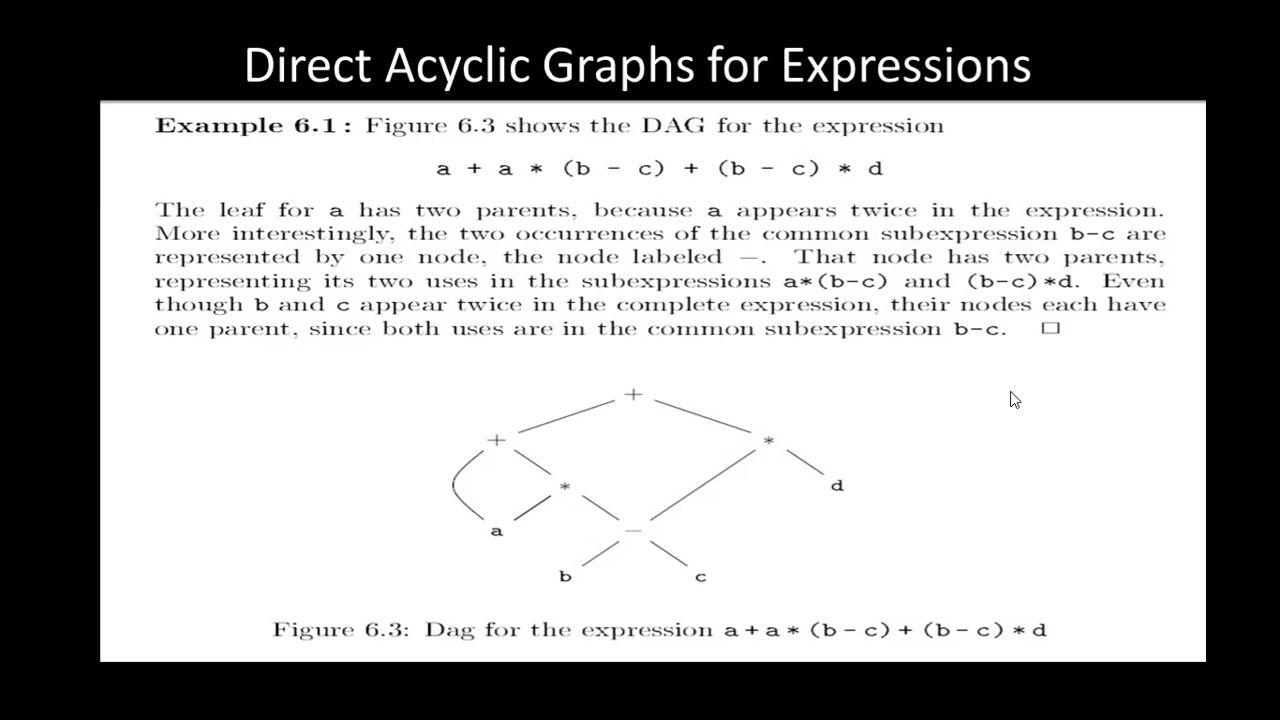 Direct Acyclic Graphs for Expressions
Example 6.1: Figure 6.3 shows the DAG for the expression
a + a * (b - c) + (b - c) * d
The leaf for a has two parents, because a appears twice in the expression.
More interestingly, the two occurrences of the common subexpression b-c are
represented by one node, the node labeled −. That node has two parents,
representing its two uses in the subexpressions a*(b-c) and (b-c)*d. Even
though b and c appear twice in the complete expression, their nodes each have
one parent, since both uses are in the common subexpression b-c. □
+
+ *
* d
a −
b c
Figure 6.3: Dag for the expression a+a*(b-c)+(b-c)*d